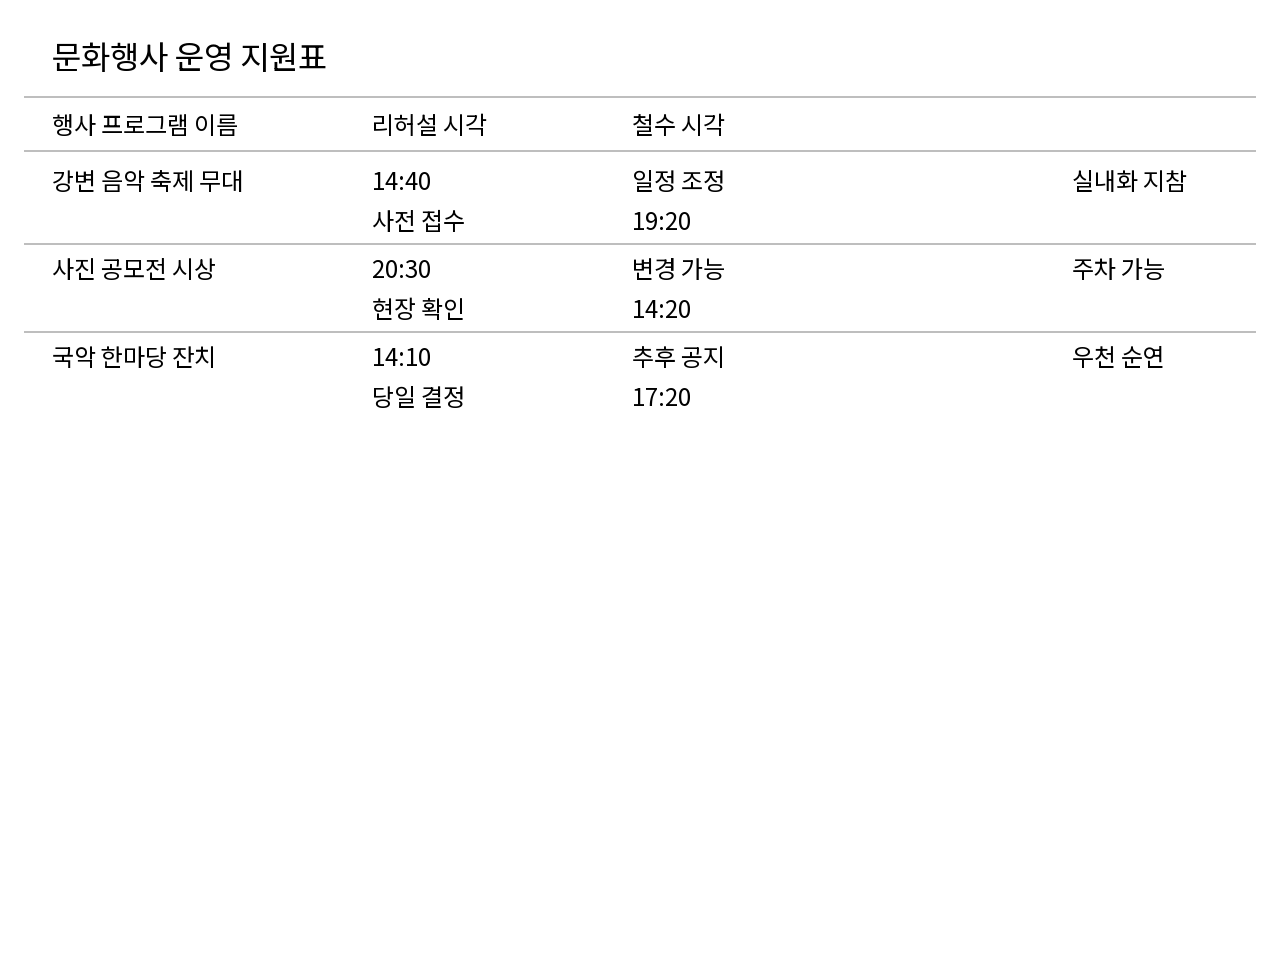 문화행사 운영 지원표
행사 프로그램 이름 리허설 시각 철수 시각
강변 음악 축제 무대 14:40 일정 조정 실내화 지참
사전 접수 19:20
사진 공모전 시상 20:30 변경 가능 주차 가능
현장 확인 14:20
국악 한마당 잔치 14:10 추후 공지 우천 순연
당일 결정 17:20